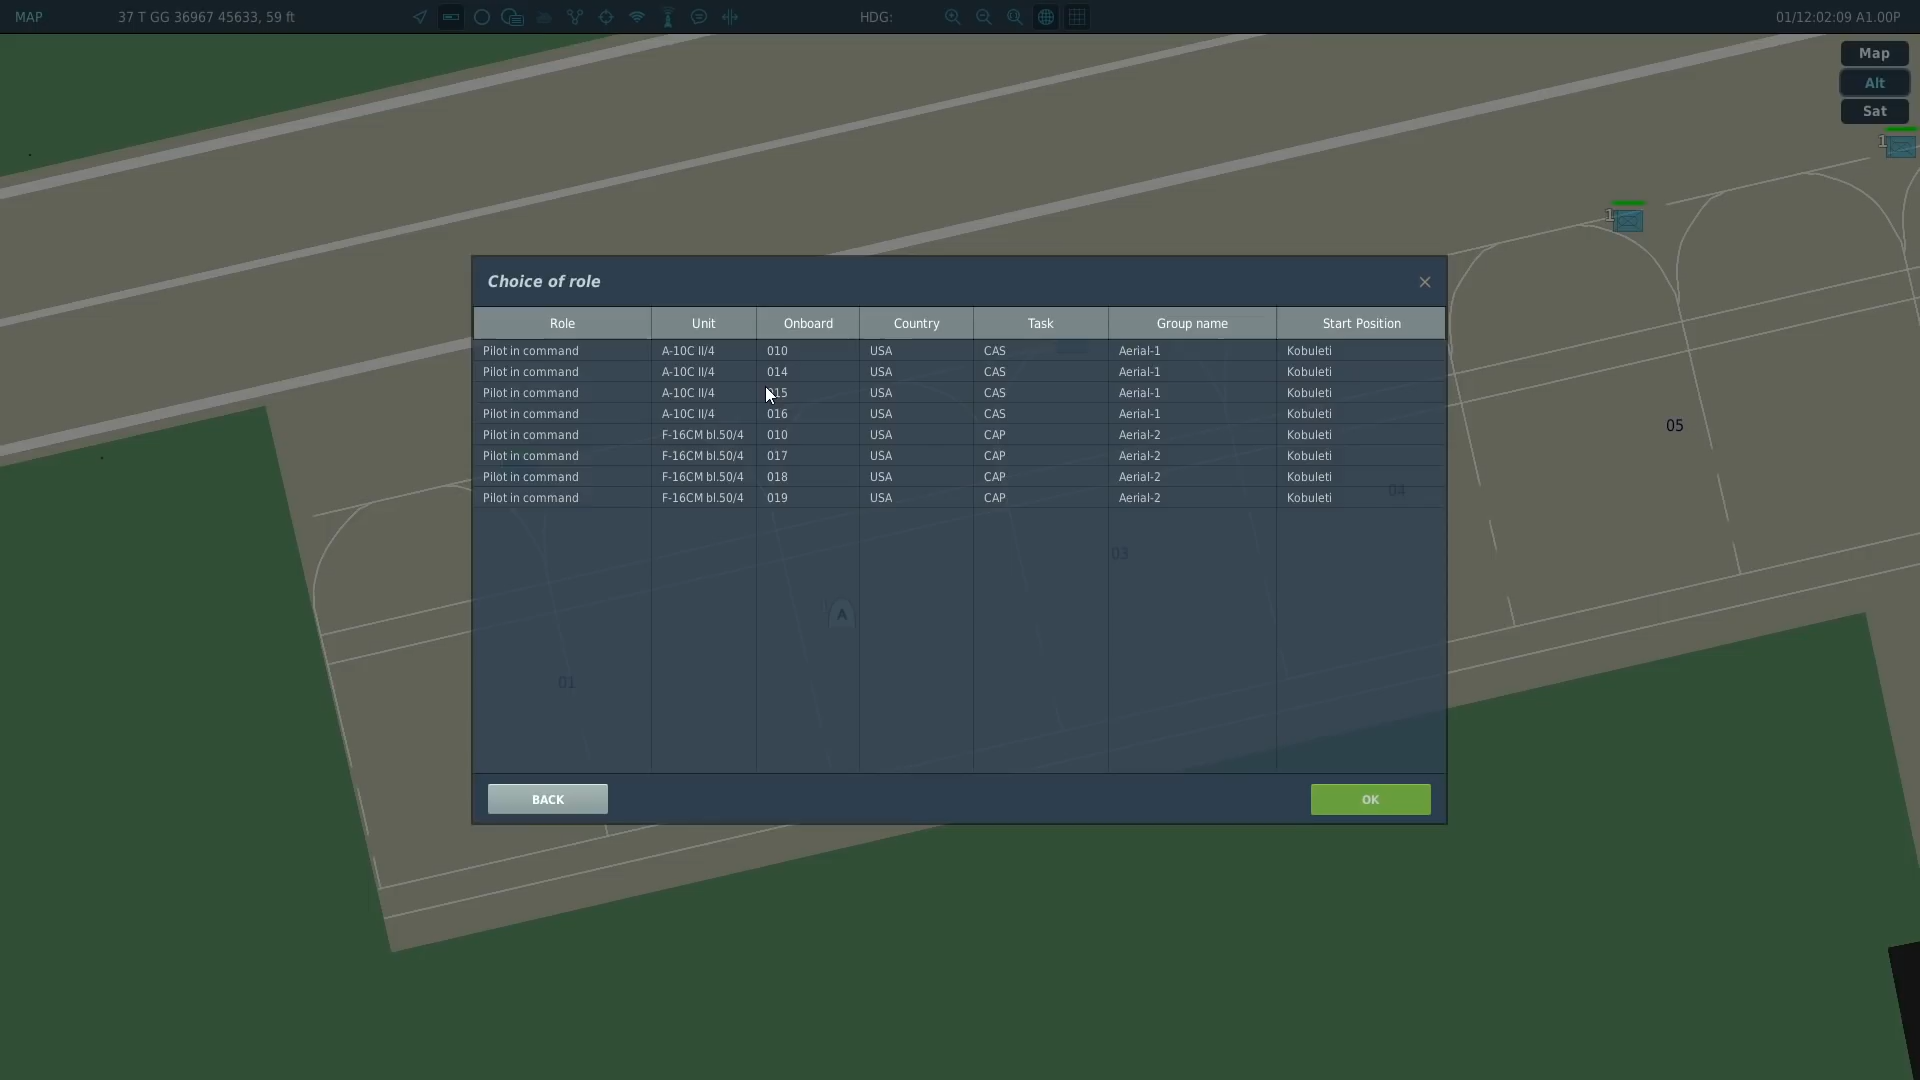 MAP 37 T GG 36967 45633, 59 ft HDG: 01/12:02:09 A1.00P
Map
Alt
Sat
1
1
Choice of role
Role Unit Onboard Country Task Group name Start Position
Pilot in command A-10C II/4 010 USA CAS Aerial-1 Kobuleti
Pilot in command A-10C II/4 014 USA CAS Aerial-1 Kobuleti
Pilot in command A-10C II/4 015 USA CAS Aerial-1 Kobuleti
Pilot in command A-10C II/4 016 USA CAS Aerial-1 Kobuleti
Pilot in command F-16CM bl.50/4 010 USA CAP Aerial-2 Kobuleti
Pilot in command F-16CM bl.50/4 017 USA CAP Aerial-2 Kobuleti
Pilot in command F-16CM bl.50/4 018 USA CAP Aerial-2 Kobuleti
Pilot in command F-16CM bl.50/4 019 USA CAP Aerial-2 Kobuleti
05
04
03
A
01
BACK OK